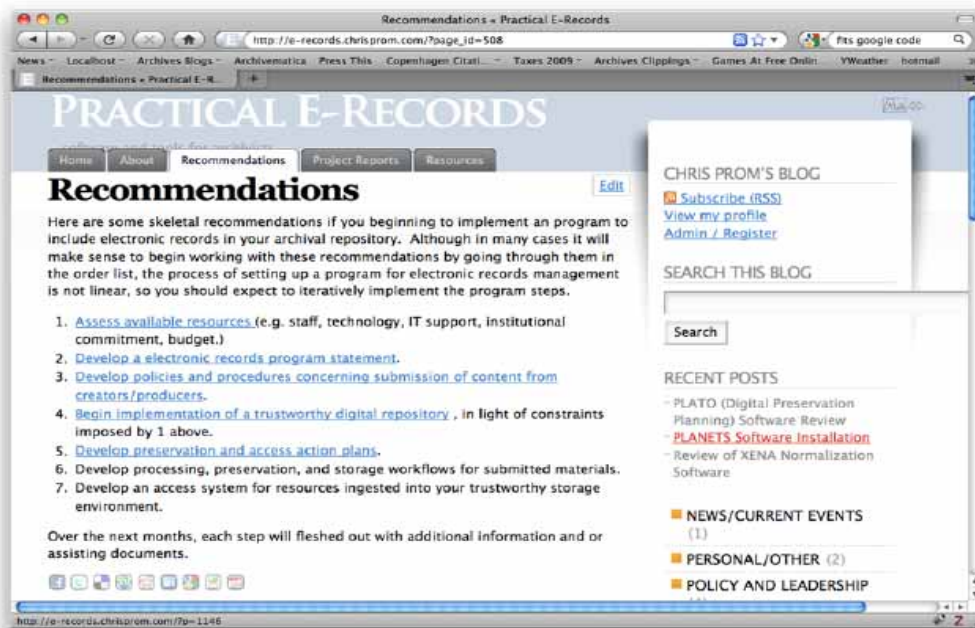 Recommendations « Practical E-Records
http://e-records.chrisprom.com/?page_id=508
fits google code
News
Localhost
Archives Blogs
Archivematica
Press This
Copenhagen Citati...
Taxes 2009
Archives Clippings
Games At Free Onlin
YWeather
hotmail
Recommendations « Practical E-R...
PRACTICAL E-RECORDS
software and tools for archivists
Home
About
Recommendations
Project Reports
Resources
Recommendations
Edit
Here are some skeletal recommendations if you beginning to implement an program to
include electronic records in your archival repository. Although in many cases it will
make sense to begin working with these recommendations by going through them in
the order list, the process of setting up a program for electronic records management
is not linear, so you should expect to iteratively implement the program steps.
1. Assess available resources (e.g. staff, technology, IT support, institutional
commitment, budget.)
2. Develop a electronic records program statement.
3. Develop policies and procedures concerning submission of content from
creators/producers.
4. Begin implementation of a trustworthy digital repository , in light of constraints
imposed by 1 above.
5. Develop preservation and access action plans.
6. Develop processing, preservation, and storage workflows for submitted materials.
7. Develop an access system for resources ingested into your trustworthy storage
environment.
Over the next months, each step will fleshed out with additional information and or
assisting documents.
CHRIS PROM'S BLOG
Subscribe (RSS)
View my profile
Admin / Register
SEARCH THIS BLOG
Search
RECENT POSTS
PLATO (Digital Preservation
Planning) Software Review
PLANETS Software Installation
Review of XENA Normalization
Software
NEWS/CURRENT EVENTS
(1)
PERSONAL/OTHER (2)
POLICY AND LEADERSHIP
http://e-records.chrisprom.com/?p=1146